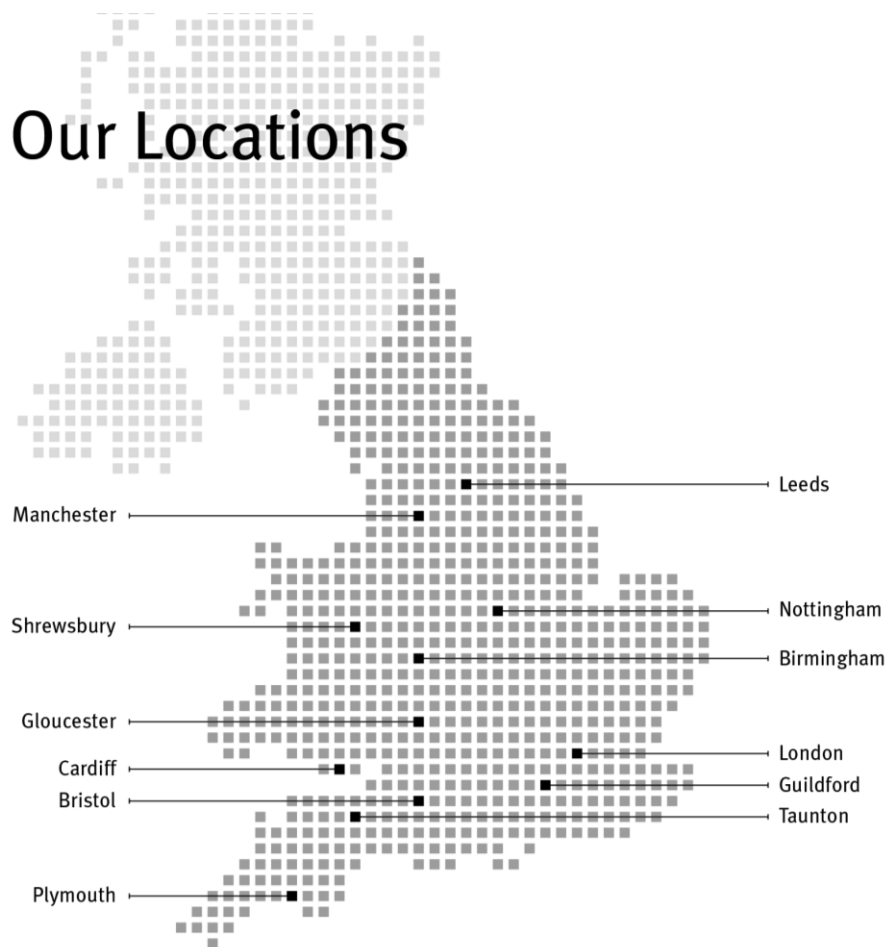 Our Locations
Leeds
Manchester
Nottingham
Shrewsbury
Birmingham
Gloucester
London
Cardiff
Guildford
Bristol
Taunton
Plymouth